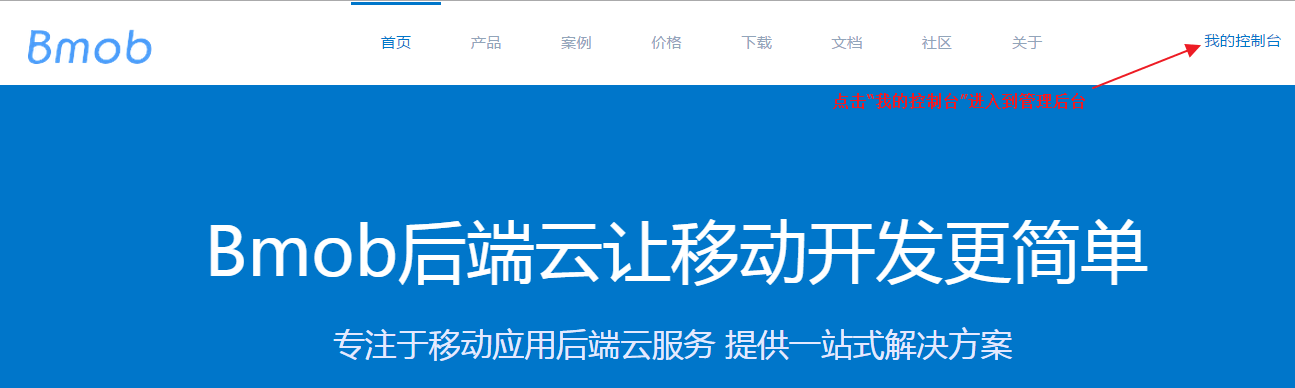 Bmob 首页 产品 案例 价格 下载 文档 社区 关于 我的控制台
点击“我的控制台”进入到管理后台
Bmob后端云让移动开发更简单
专注于移动应用后端云服务 提供一站式解决方案